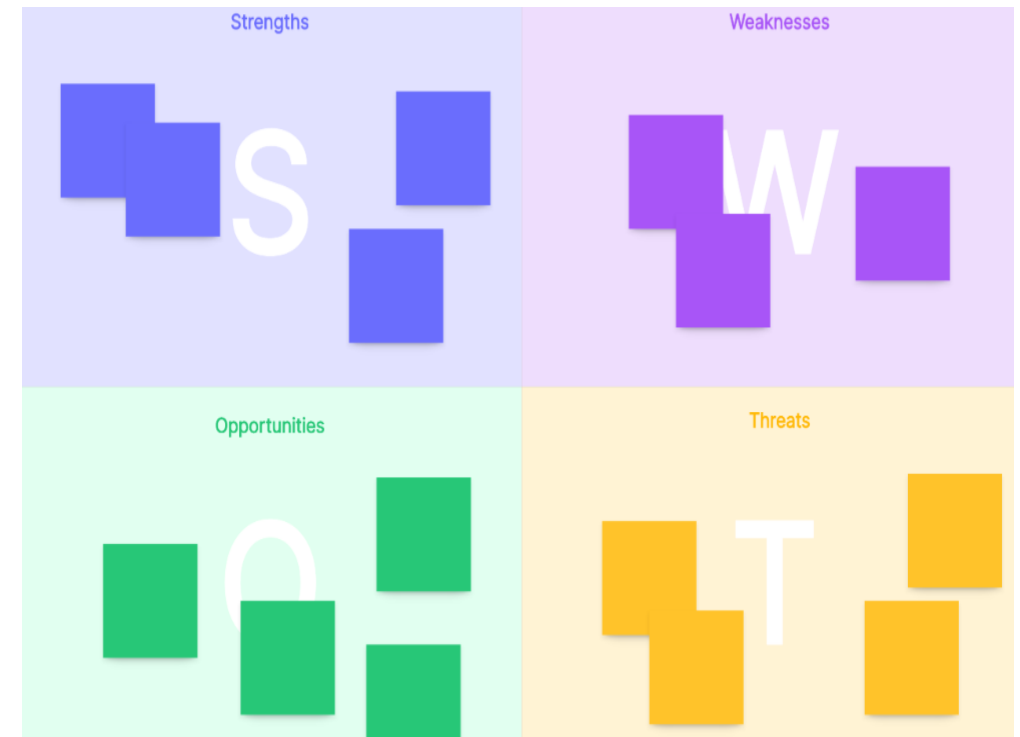 Strengths
S
Weaknesses
W
Opportunities
O
Threats
T